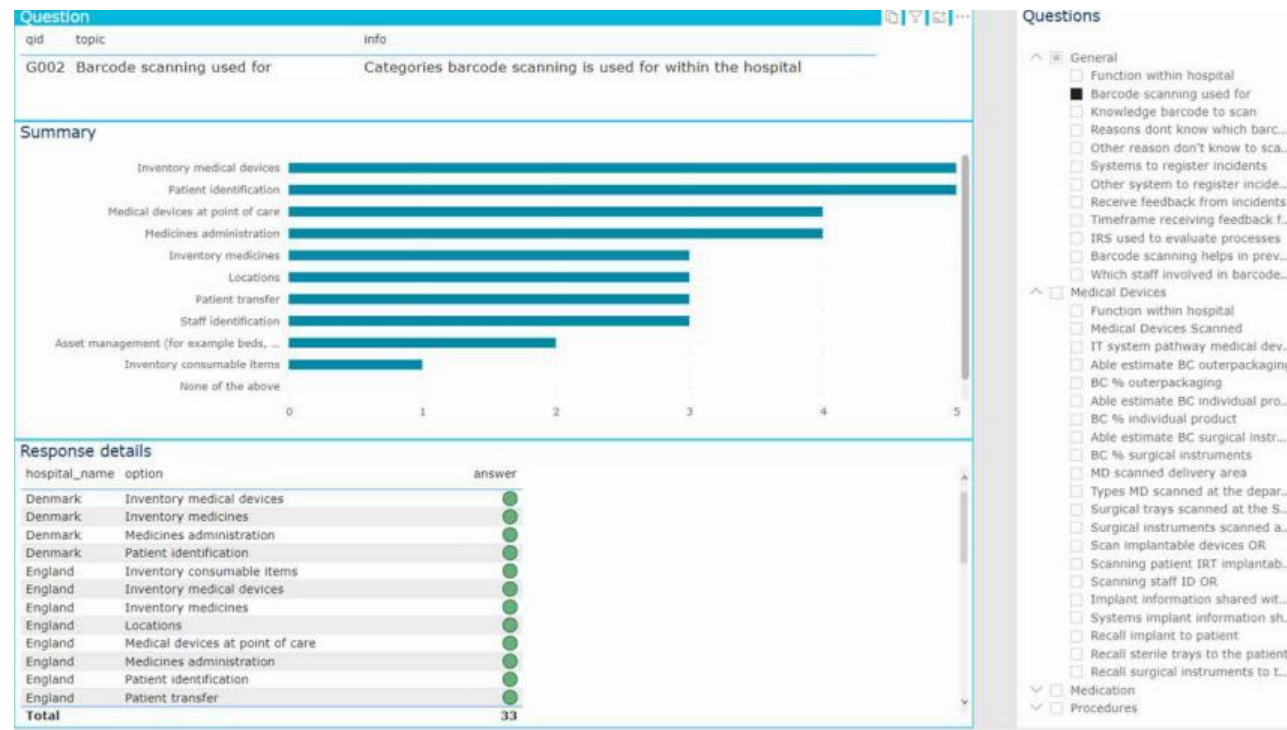 Question
qid topic info
G002 Barcode scanning used for Categories barcode scanning is used for within the hospital
Summary
Inventory medical devices
Patient identification
Medical devices at point of care
Medicines administration
Inventory medicines
Locations
Patient transfer
Staff identification
Asset management (for example beds, ...
Inventory consumable items
None of the above
0 1 2 3 4 5
Response details
hospital_name option answer
Denmark Inventory medical devices
Denmark Inventory medicines
Denmark Medicines administration
Denmark Patient identification
England Inventory consumable items
England Inventory medical devices
England Inventory medicines
England Locations
England Medical devices at point of care
England Medicines administration
England Patient identification
England Patient transfer
Total 33
Questions
General
Function within hospital
Barcode scanning used for
Knowledge barcode to scan
Reasons dont know which barc...
Other reason don't know to sca...
Systems to register incidents
Other system to register incide...
Receive feedback from incidents
Timeframe receiving feedback f...
IRS used to evaluate processes
Barcode scanning helps in prev...
Which staff involved in barcode...
Medical Devices
Function within hospital
Medical Devices Scanned
IT system pathway medical dev...
Able estimate BC outerpackaging
BC % outerpackaging
Able estimate BC individual pro...
BC % individual product
Able estimate BC surgical instr...
BC % surgical instruments
MD scanned delivery area
Types MD scanned at the depar...
Surgical trays scanned at the S...
Surgical instruments scanned a...
Scan implantable devices OR
Scanning patient IRT implantab...
Scanning staff ID OR
Implant information shared wit...
Systems implant information sh...
Recall implant to patient
Recall sterile trays to the patient
Recall surgical instruments to t...
Medication
Procedures